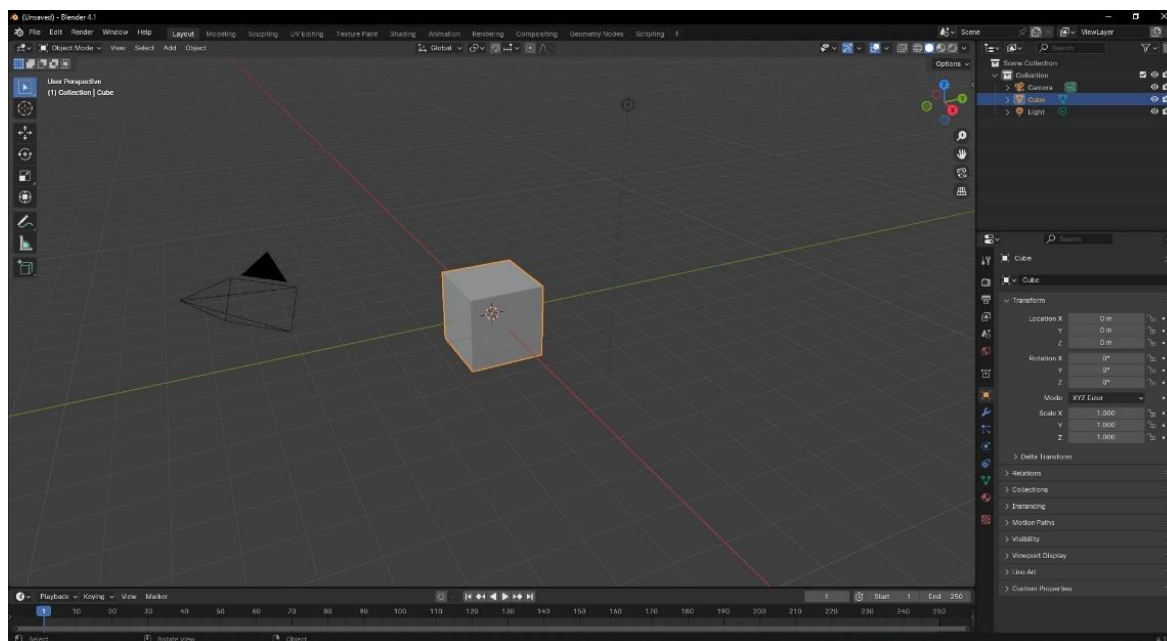 (Unsaved) - Blender 4.1
File Edit Render Window Help Layout Modeling Sculpting UV Editing Texture Paint Shading Animation Rendering Compositing Geometry Nodes Scripting + Scene ViewLayer
Object Mode View Select Add Object Global Search
Options
User Perspective
(1) Collection | Cube
Z
Y
X
Scene Collection
Collection
Camera
Cube
Light
Search
Cube
Cube
Transform
Location X 0 m
Y 0 m
Z 0 m
Rotation X 0°
Y 0°
Z 0°
Mode XYZ Euler
Scale X 1.000
Y 1.000
Z 1.000
Delta Transform
Relations
Collections
Instancing
Motion Paths
Visibility
Viewport Display
Line Art
Custom Properties
Playback Keying View Marker 1 Start 1 End 250
1 10 20 30 40 50 60 70 80 90 100 110 120 130 140 150 160 170 180 190 200 210 220 230 240 250
Select Rotate View Object